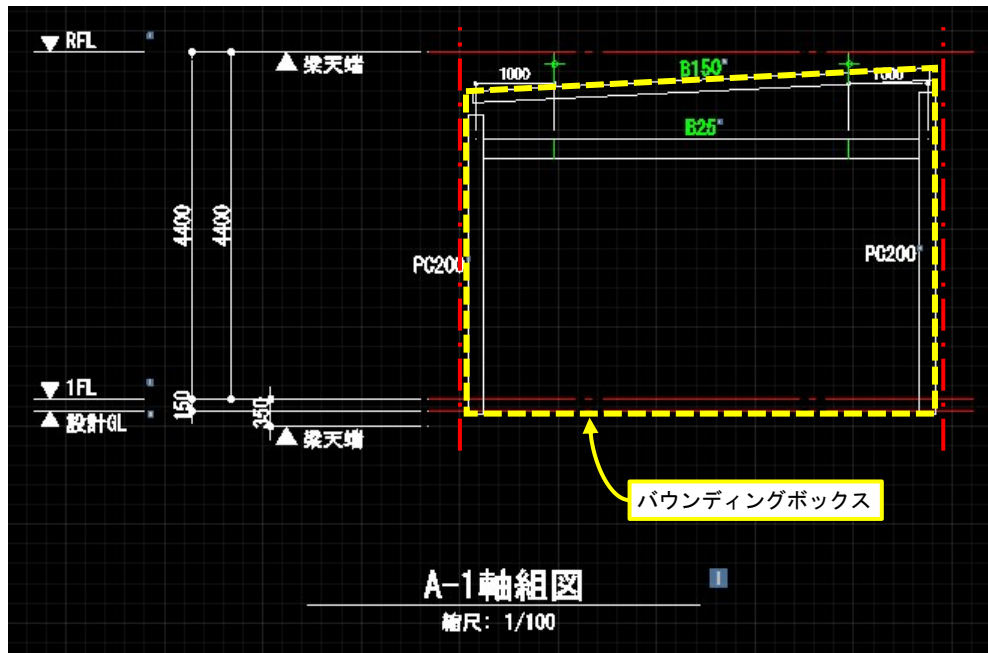 RFL
梁天端
1000
B150
1000
B25
4400
4400
PC200
PC200
1FL
150
350
設計GL
梁天端
バウンディングボックス
A-1軸組図
縮尺: 1/100